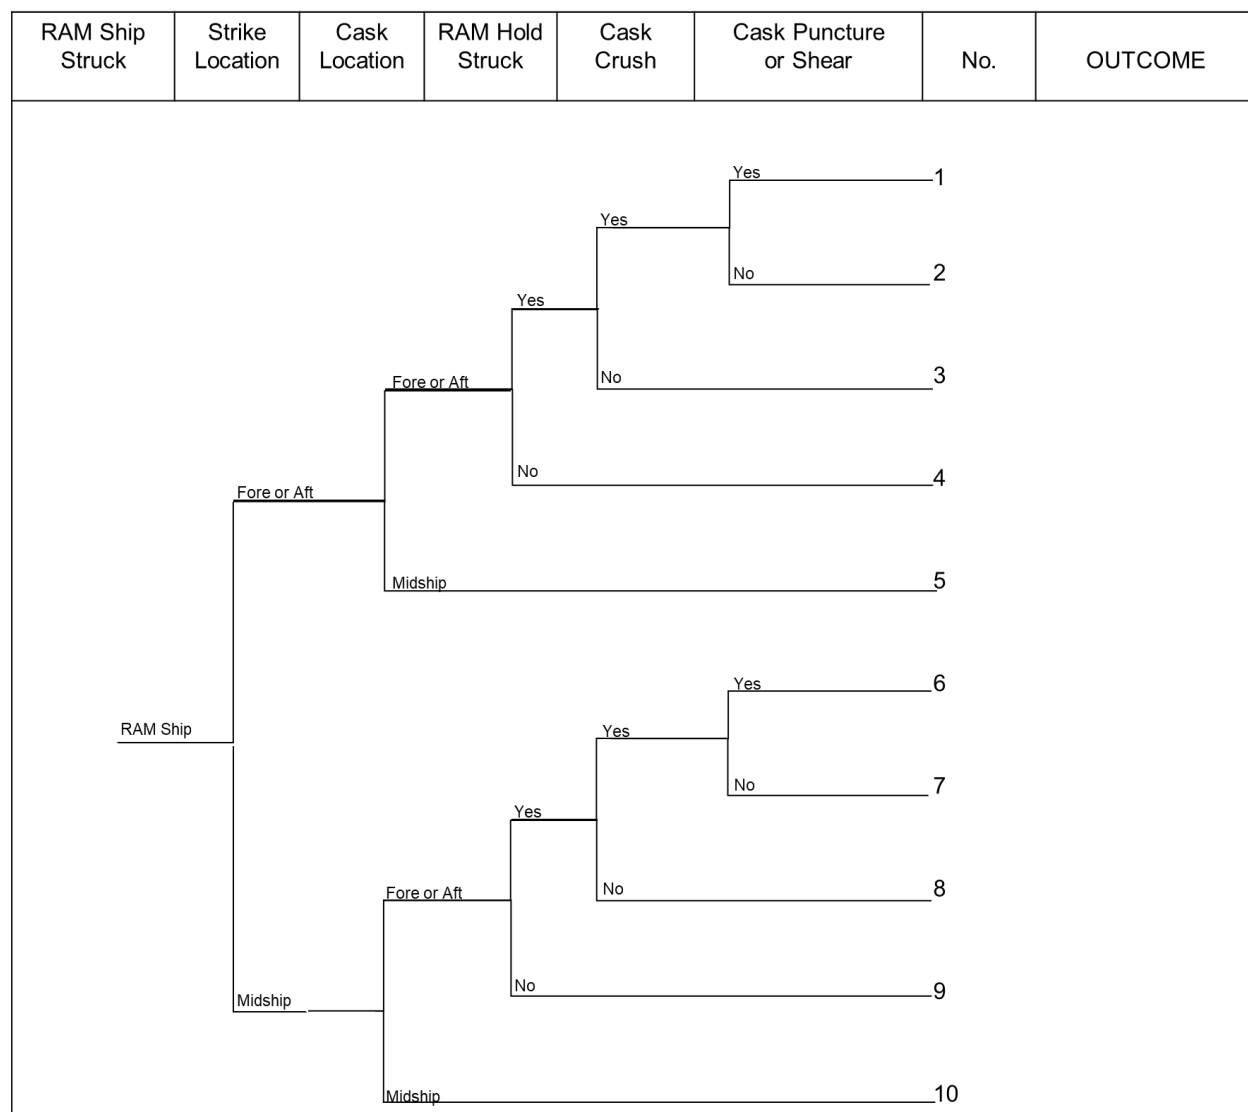 RAM Ship
Struck
Strike
Location
Cask
Location
RAM Hold
Struck
Cask
Crush
Cask Puncture
or Shear
No.
OUTCOME
Yes
1
Yes
No
2
Yes
No
3
Fore or Aft
No
4
Fore or Aft
Midship
5
Yes
6
RAM Ship
Yes
No
7
Yes
No
8
Fore or Aft
No
9
Midship
Midship
10